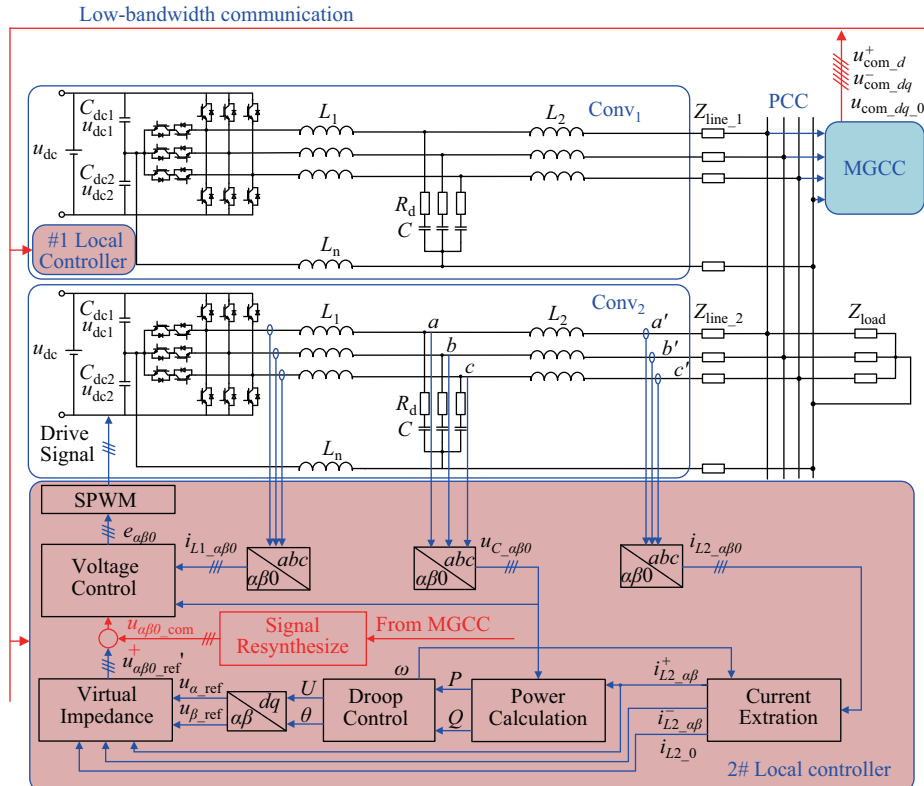 Low-bandwidth communication
u⁺com_d
u⁻com_dq
ucom_dq_0
Conv1
PCC
MGCC
Cdc1
udc1
udc
Cdc2
udc2
L1
L2
Zline_1
Rd
C
Ln
#1 Local
Controller
Conv2
Cdc1
udc1
udc
Cdc2
udc2
L1
a
b
c
L2
a'
b'
c'
Zline_2
Zload
Rd
C
Ln
Drive
Signal
SPWM
eαβ0
Voltage
Control
iL1_αβ0
abc
αβ0
abc
αβ0
uC_αβ0
abc
αβ0
iL2_αβ0
uαβ0_com
Signal
Resynthesize
From MGCC
+
uαβ0_ref'
Virtual
Impedance
uα_ref
uβ_ref
dq
αβ
U
θ
ω
Droop
Control
P
Q
Power
Calculation
i⁺L2_αβ
i⁻L2_αβ
iL2_0
Current
Extration
2# Local controller